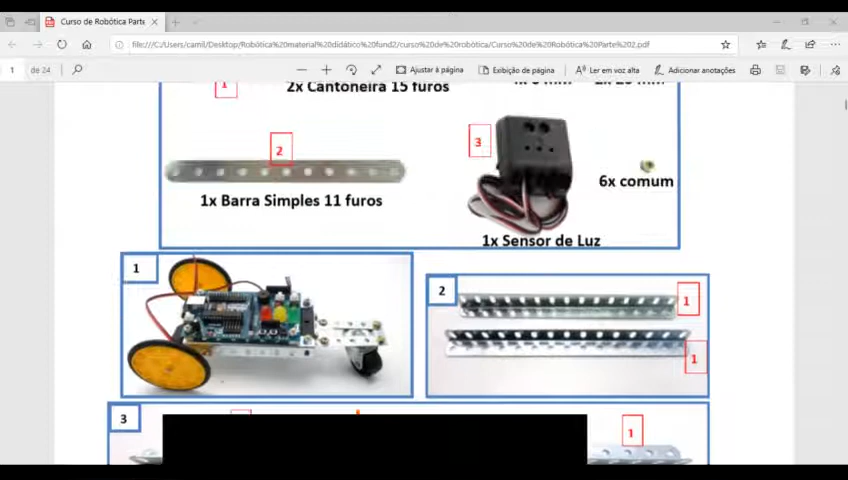 Curso de Robótica Parte
file:///C:/Users/camil/Desktop/Robótica%20material%20didático%20fund2/curso%20de%20robótica/Curso%20de%20Robótica%20Parte%202.pdf
1 de 24
Ajustar à página
Exibição de página
Ler em voz alta
Adicionar anotações
1
2x Cantoneira 15 furos
2
3
1x Barra Simples 11 furos
6x comum
1x Sensor de Luz
1
2
1
1
3
1